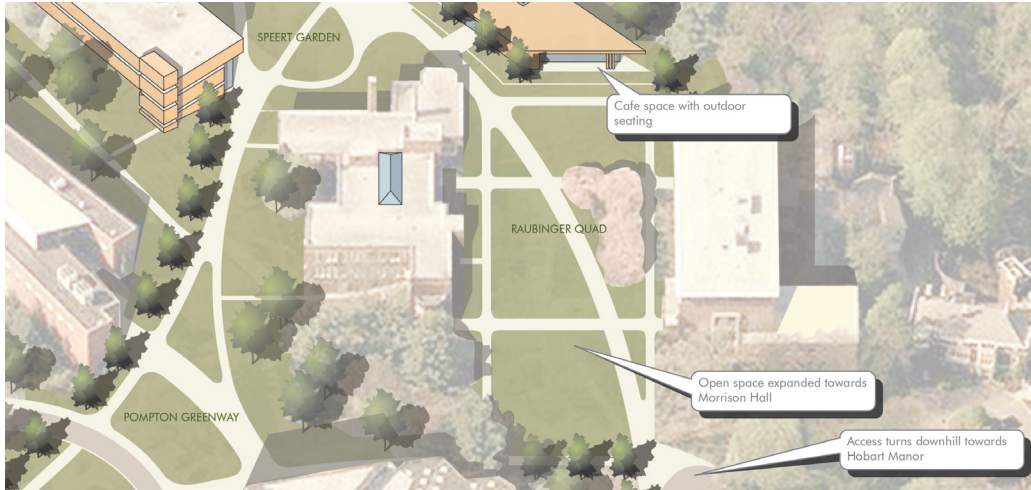 SPEERT GARDEN
Cafe space with outdoor
seating
RAUBINGER QUAD
Open space expanded towards
Morrison Hall
POMPTON GREENWAY
Access turns downhill towards
Hobart Manor